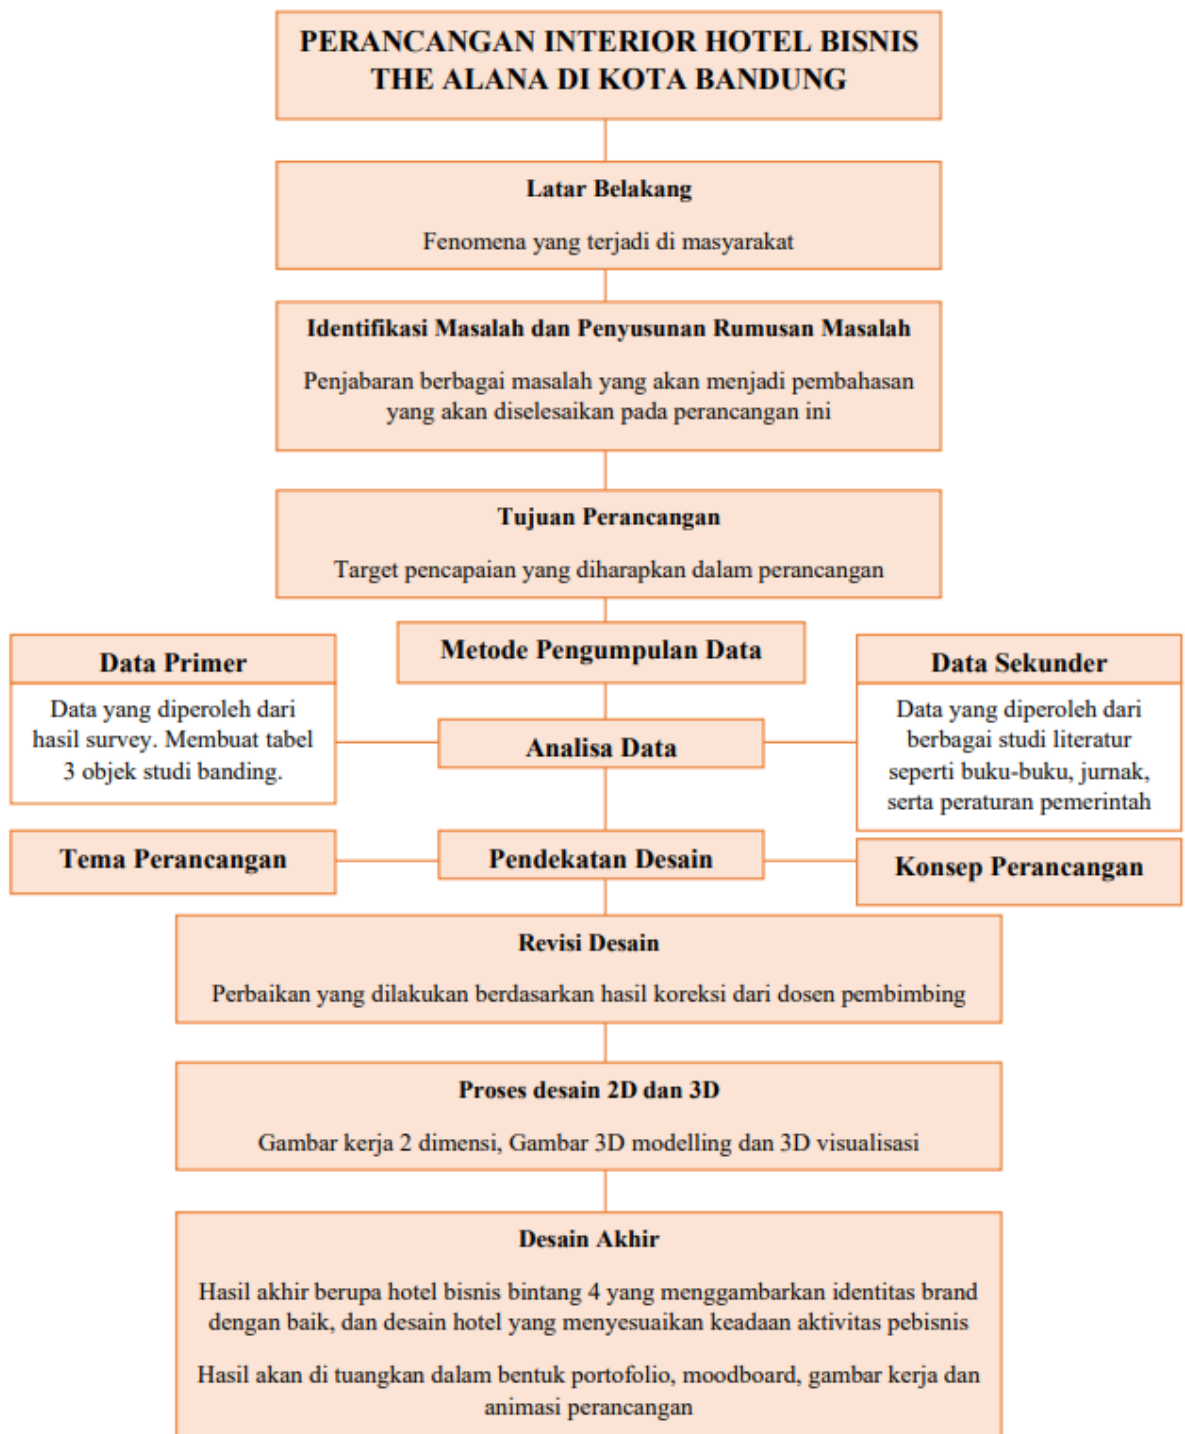 PERANCANGAN INTERIOR HOTEL BISNIS
THE ALANA DI KOTA BANDUNG
Latar Belakang
Fenomena yang terjadi di masyarakat
Identifikasi Masalah dan Penyusunan Rumusan Masalah
Penjabaran berbagai masalah yang akan menjadi pembahasan
yang akan diselesaikan pada perancangan ini
Tujuan Perancangan
Target pencapaian yang diharapkan dalam perancangan
Metode Pengumpulan Data
Data Primer
Data yang diperoleh dari
hasil survey. Membuat tabel
3 objek studi banding.
Analisa Data
Data Sekunder
Data yang diperoleh dari
berbagai studi literatur
seperti buku-buku, jurnak,
serta peraturan pemerintah
Tema Perancangan
Pendekatan Desain
Konsep Perancangan
Revisi Desain
Perbaikan yang dilakukan berdasarkan hasil koreksi dari dosen pembimbing
Proses desain 2D dan 3D
Gambar kerja 2 dimensi, Gambar 3D modelling dan 3D visualisasi
Desain Akhir
Hasil akhir berupa hotel bisnis bintang 4 yang menggambarkan identitas brand
dengan baik, dan desain hotel yang menyesuaikan keadaan aktivitas pebisnis
Hasil akan di tuangkan dalam bentuk portofolio, moodboard, gambar kerja dan
animasi perancangan